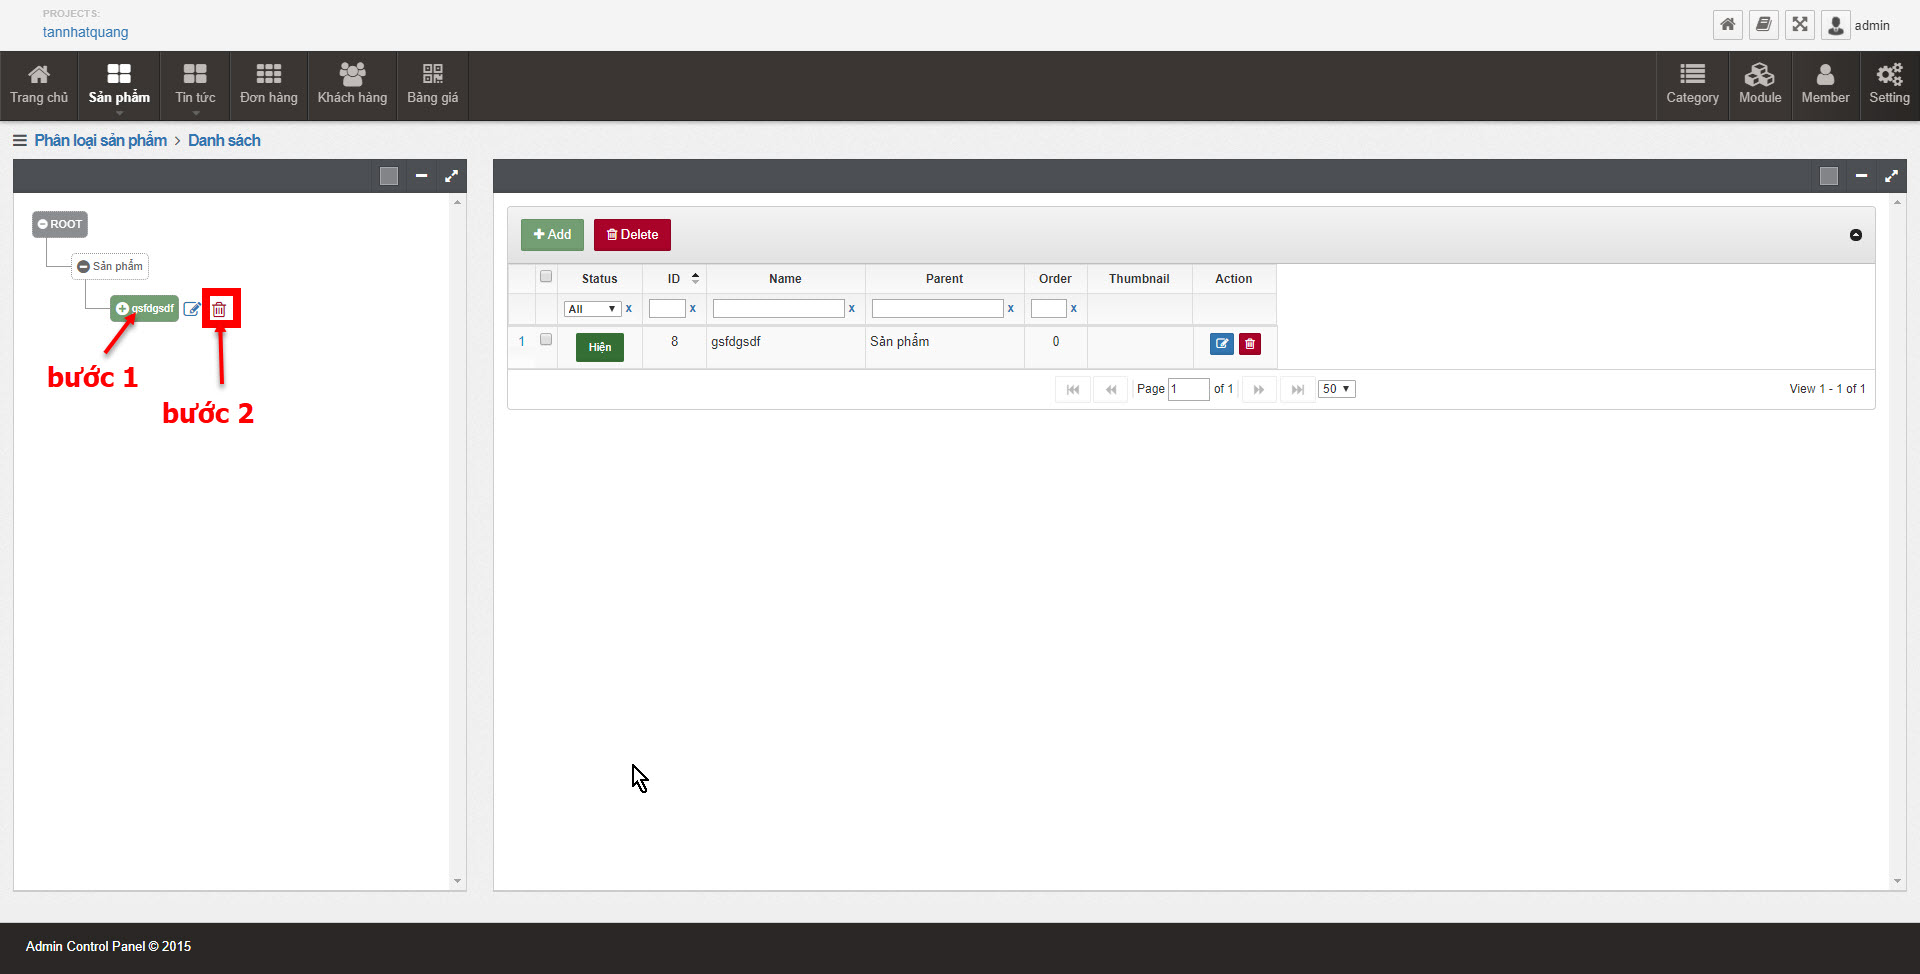 PROJECTS:
tannhatquang
admin
Trang chủ
Sản phẩm
Tin tức
Đơn hàng
Khách hàng
Bảng giá
Category
Module
Member
Setting
Phân loại sản phẩm > Danh sách
ROOT
Sản phẩm
gsfdgsdf
bước 1
bước 2
Add Delete
Status ID Name Parent Order Thumbnail Action
All x x x x x
1 Hiện 8 gsfdgsdf Sản phẩm 0
Page 1 of 1 50 View 1 - 1 of 1
Admin Control Panel © 2015